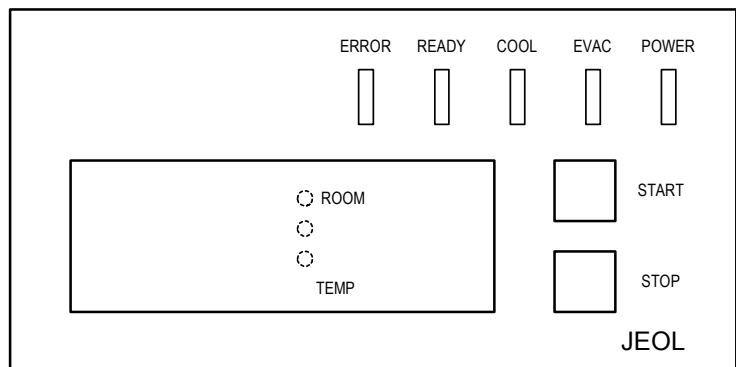 ERROR READY COOL EVAC POWER
ROOM
START
TEMP
STOP
JEOL